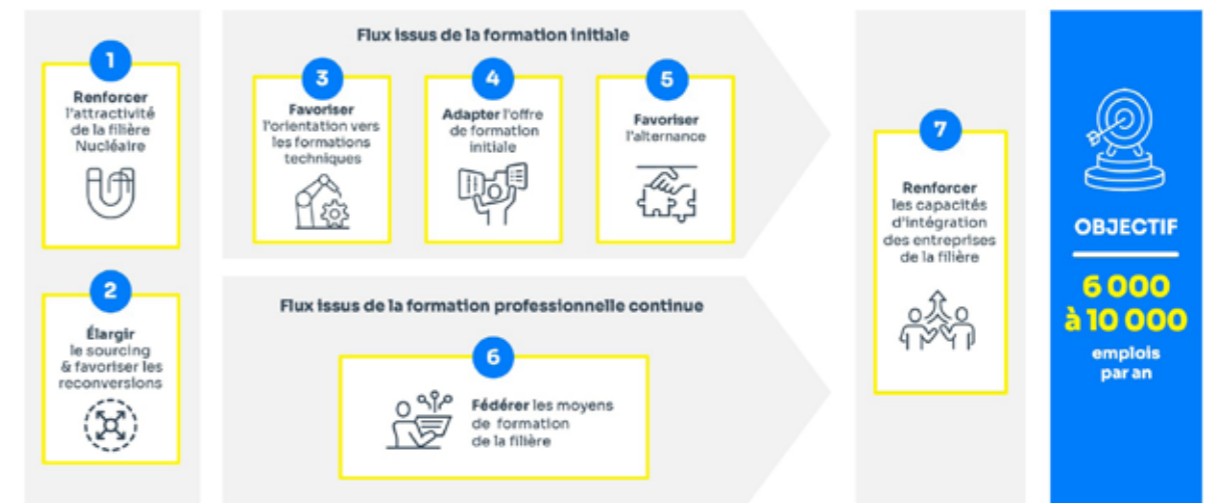 1
Renforcer
l'attractivité
de la filière
Nucléaire
2
Élargir
le sourcing
& favoriser les
reconversions
Flux issus de la formation initiale
3
Favoriser
l'orientation vers
les formations
techniques
4
Adapter l'offre
de formation
initiale
5
Favoriser
l'alternance
Flux issus de la formation professionnelle continue
6
Fédérer les moyens
de formation
de la filière
7
Renforcer
les capacités
d'intégration
des entreprises
de la filière
OBJECTIF
6 000
à 10 000
emplois
par an